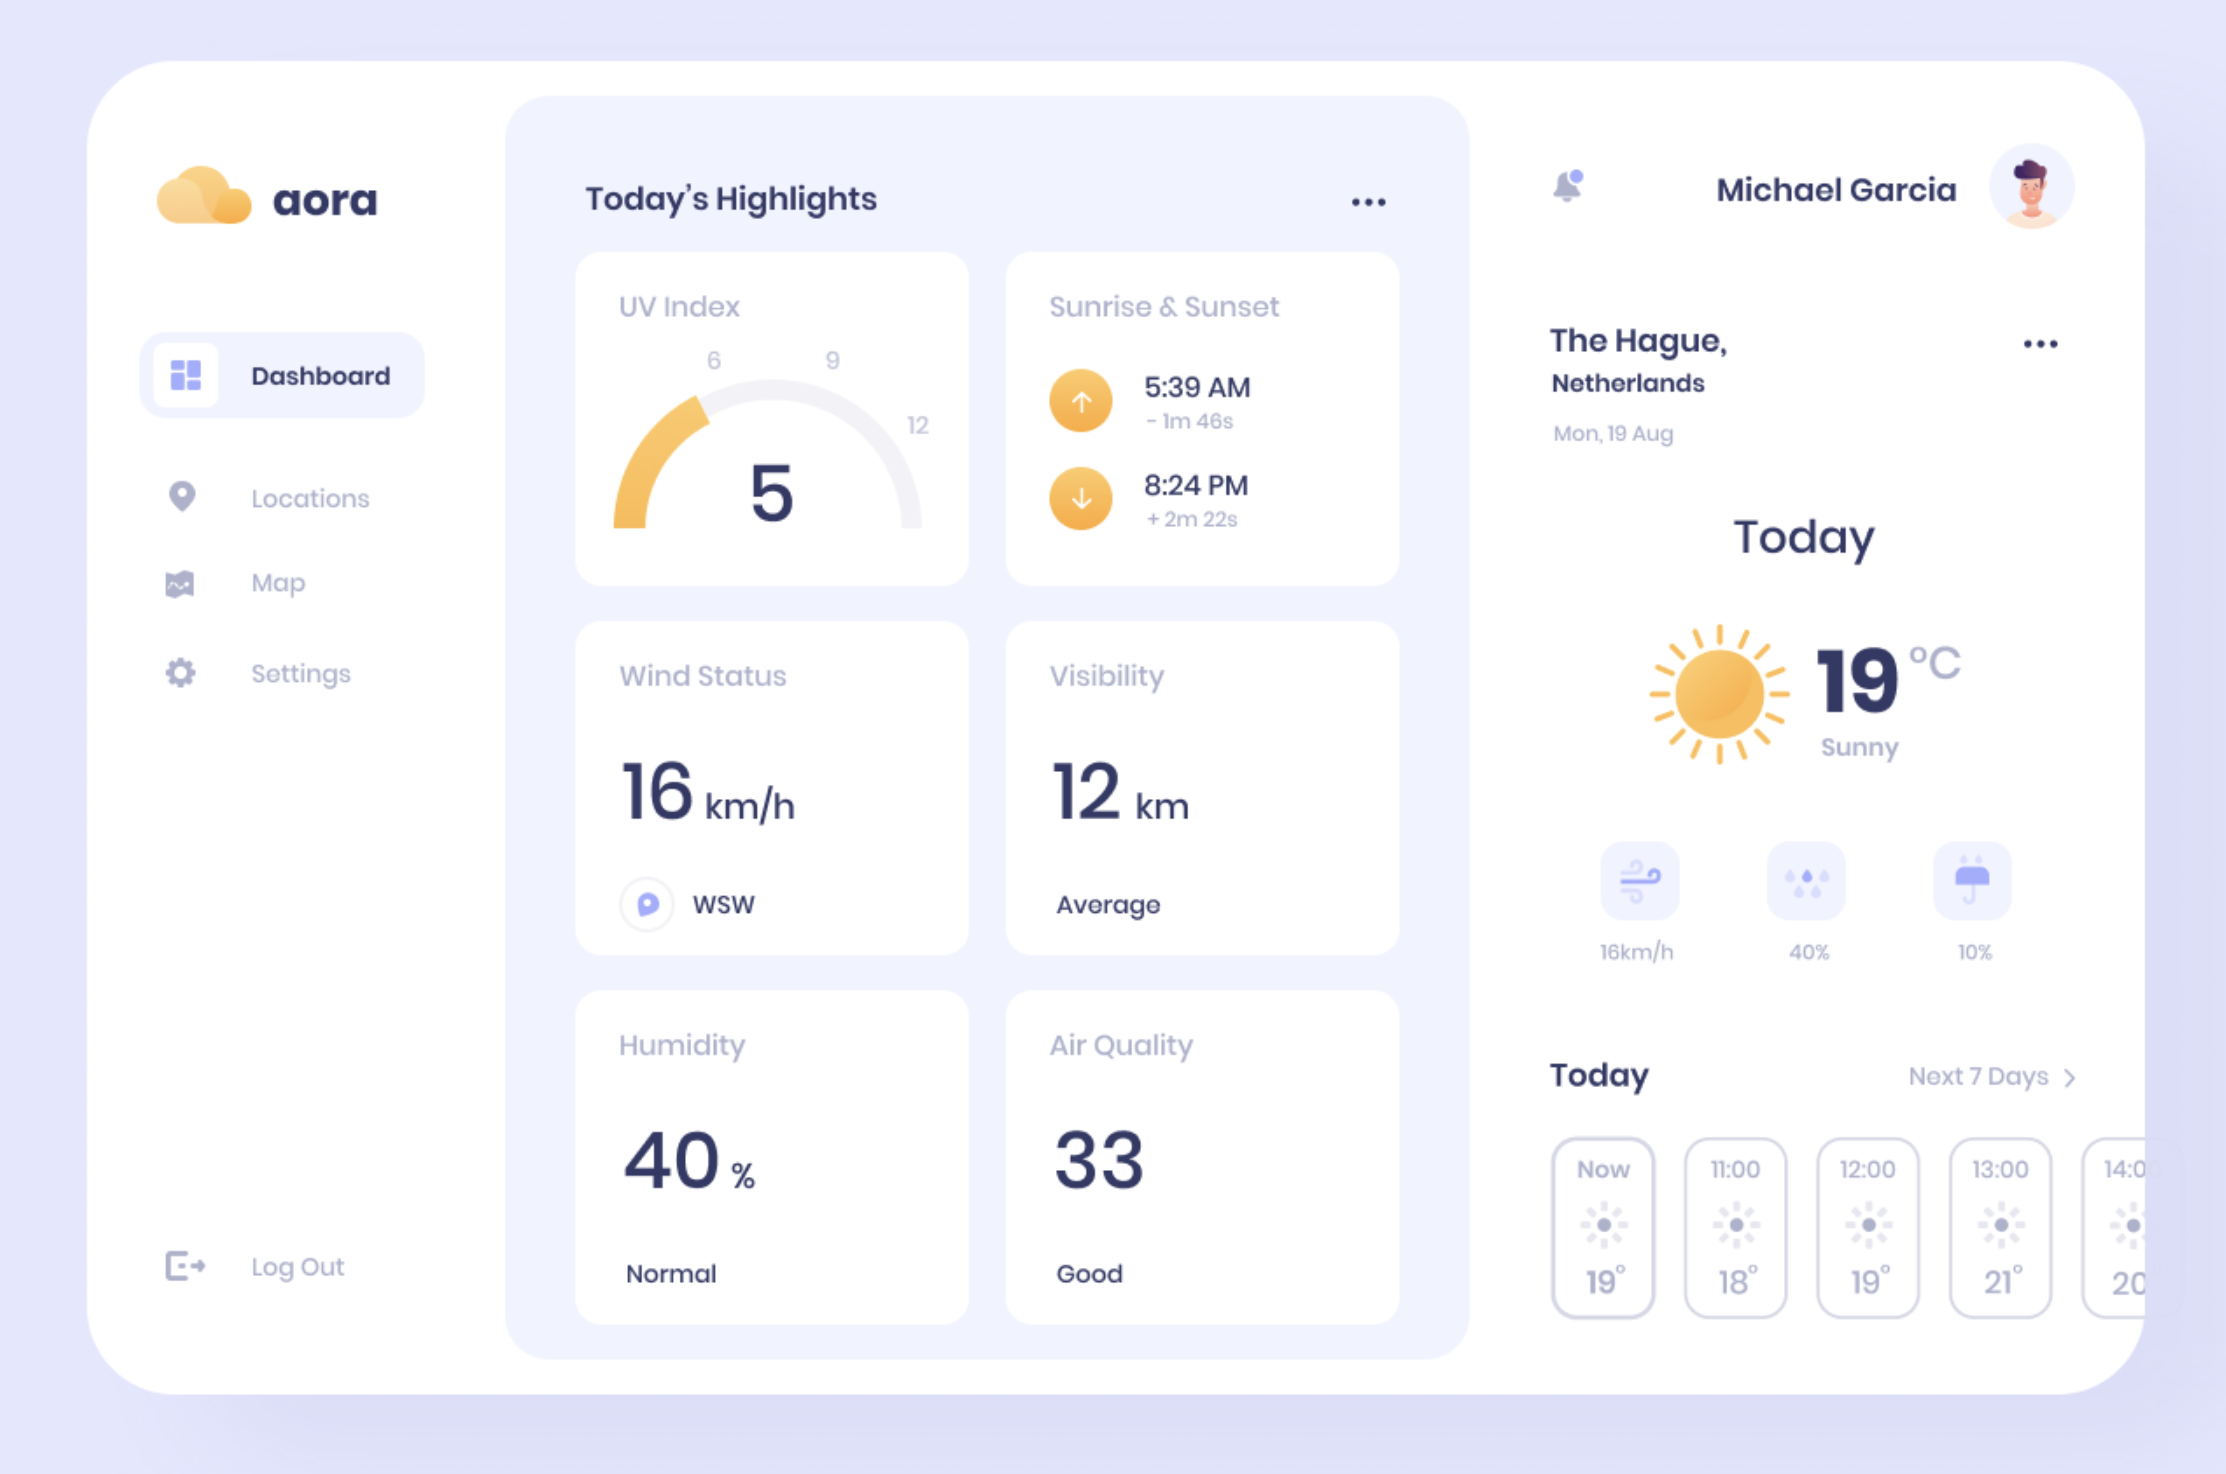 aora
Dashboard
Locations
Map
Settings
Log Out
Today's Highlights
UV Index
6
9
12
5
Sunrise & Sunset
5:39 AM
- 1m 46s
8:24 PM
+ 2m 22s
Wind Status
16 km/h
WSW
Visibility
12 km
Average
Humidity
40 %
Normal
Air Quality
33
Good
Michael Garcia
The Hague,
Netherlands
Mon, 19 Aug
Today
19 °C
Sunny
16km/h
40%
10%
Today
Next 7 Days
Now
19°
11:00
18°
12:00
19°
13:00
21°
14:0
20